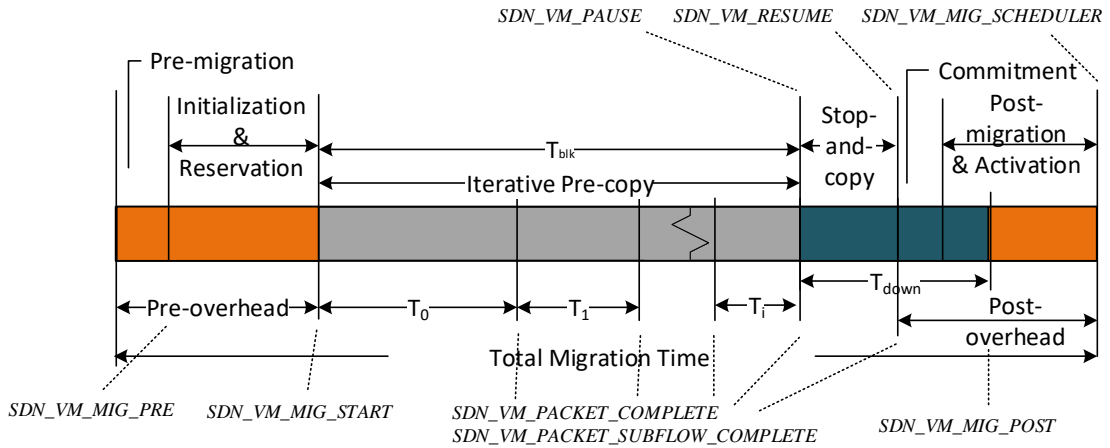 SDN_VM_PAUSE SDN_VM_RESUME SDN_VM_MIG_SCHEDULER
Pre-migration
Commitment
Initialization
&
Reservation
Stop-
and-
copy
Post-
migration
& Activation
Tblk
Iterative Pre-copy
Pre-overhead
T0
T1
Ti
Tdown
Post-
overhead
Total Migration Time
SDN_VM_MIG_PRE
SDN_VM_MIG_START
SDN_VM_PACKET_COMPLETE
SDN_VM_PACKET_SUBFLOW_COMPLETE
SDN_VM_MIG_POST